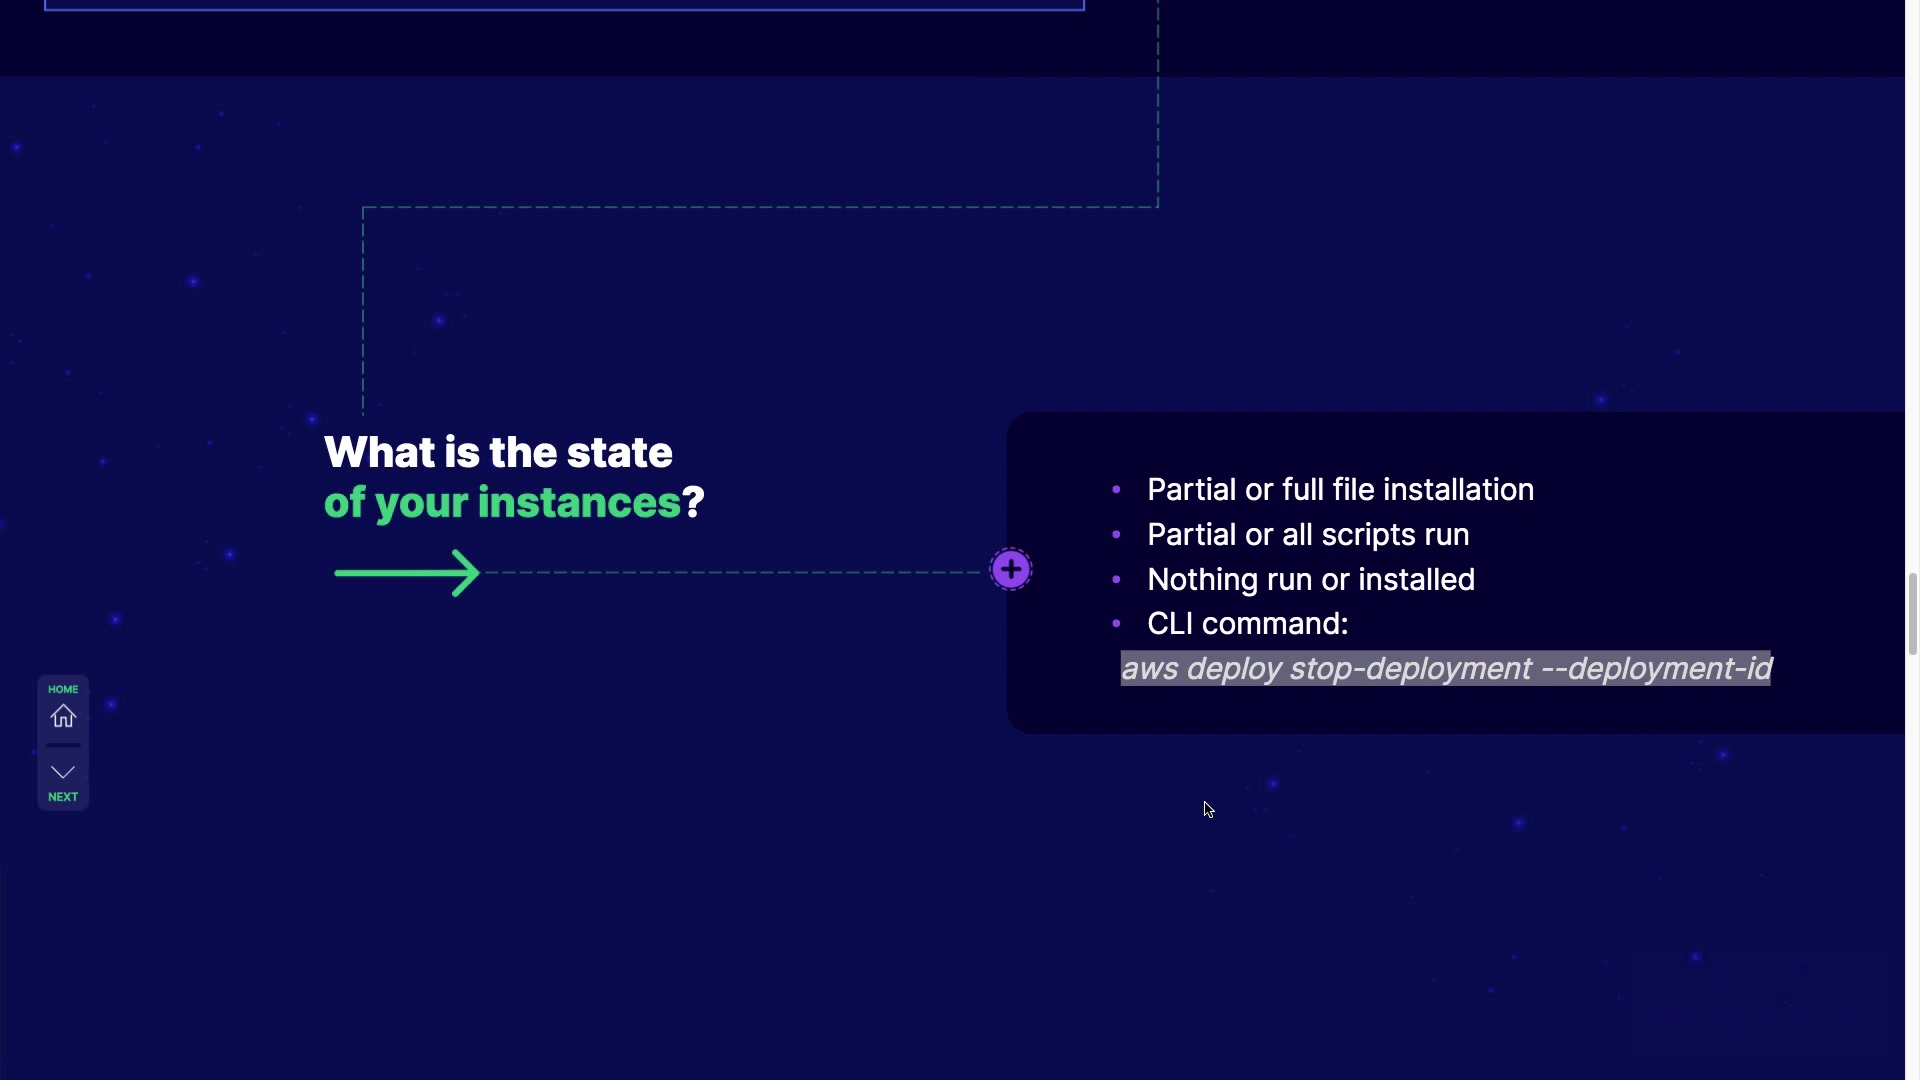 What is the state
of your instances?
• Partial or full file installation
• Partial or all scripts run
• Nothing run or installed
• CLI command:
aws deploy stop-deployment --deployment-id
HOME
NEXT